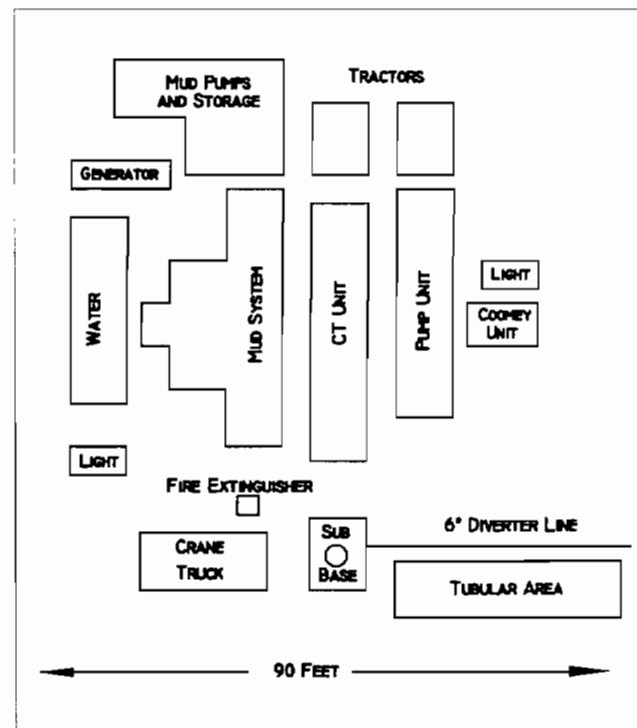 MUD PUMPS
AND STORAGE
TRACTORS
GENERATOR
WATER
MUD SYSTEM
CT UNIT
PUMP UNIT
LIGHT
COOMEY
UNIT
LIGHT
FIRE EXTINGUISHER
CRANE
TRUCK
SUB
BASE
6" DIVERTER LINE
TUBULAR AREA
90 FEET